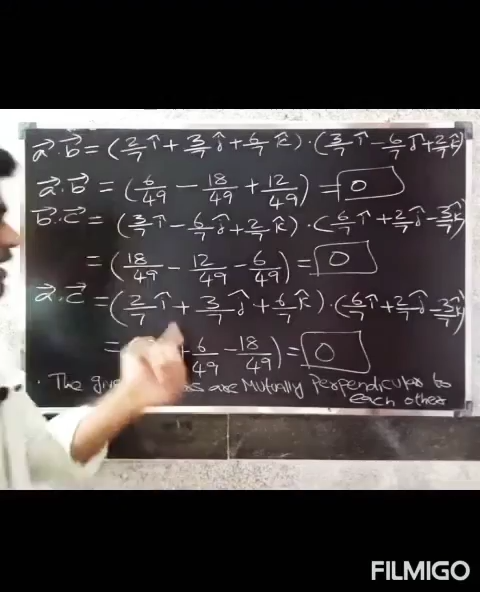 a⃗.b⃗ = (2/7 î + 3/7 ĵ + 6/7 k̂) . (3/7 î - 6/7 ĵ + 2/7 k̂)
a⃗.b⃗ = (6/49 - 18/49 + 12/49) = 0
b⃗.c⃗ = (3/7 î - 6/7 ĵ + 2/7 k̂) . (6/7 î + 2/7 ĵ - 3/7 k̂)
= (18/49 - 12/49 - 6/49) = 0
a⃗.c⃗ = (2/7 î + 3/7 ĵ + 6/7 k̂) . (6/7 î + 2/7 ĵ - 3/7 k̂)
= + 6/49 - 18/49) = 0
. The are Mutually perpendicular to
each other
FILMIGO